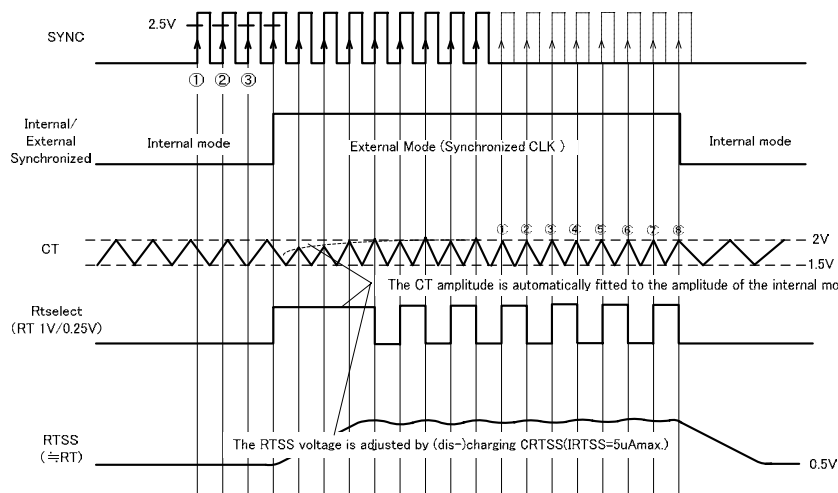 2.5V
SYNC
① ② ③
Internal/
External
Synchronized
Internal mode
External Mode (Synchronized CLK )
Internal mode
① ② ③ ④ ⑤ ⑥ ⑦ ⑧
CT
2V
1.5V
The CT amplitude is automatically fitted to the amplitude of the internal mo
Rtselect
(RT 1V/0.25V)
The RTSS voltage is adjusted by (dis-)charging CRTSS(IRTSS=5uAmax.)
RTSS
(≒RT)
0.5V